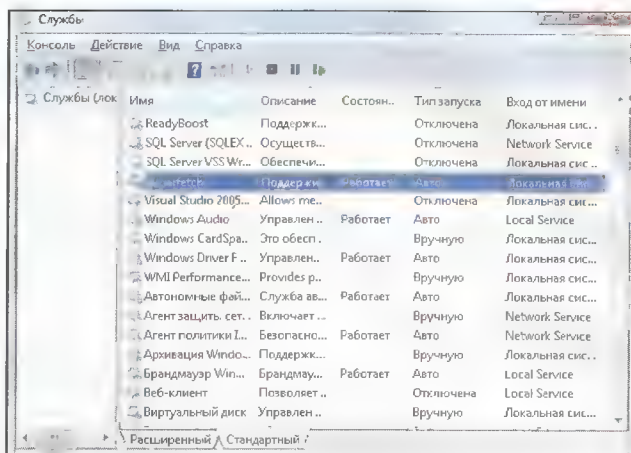 Службы
Консоль Действие Вид Справка
Службы (лок
Имя Описание Состоян.. Тип запуска Вход от имени
ReadyBoost Поддержк... Отключена Локальная сис..
SQL Server (SQLEX.. Осуществ... Отключена Network Service
SQL Server VSS Wr... Обеспечи... Отключена Локальная сис..
Поддержи Работает Авто Локальная
Visual Studio 2005... Allows me... Отключена Локальная сис...
Windows Audio Управлен.. Работает Авто Local Service
Windows CardSpa... Это обесп. Вручную Локальная сис...
Windows Driver F.. Управлен.. Работает Авто Локальная сис...
WMI Performance... Provides p.. Вручную Локальная сис...
Автономные фай... Служба ав... Работает Авто Локальная сис...
Агент защить. сет.. Включает... Вручную Network Service
Агент политики I... Безопасно... Работает Авто Network Service
Архивация Windo... Поддержк... Вручную Локальная сис..
Брандмауэр Win... Брандмау... Работает Авто Local Service
Веб-клиент Позволяет.. Отключена Local Service
Виртуальный диск Управлен.. Вручную Локальная сис...
Расширенный Стандартный